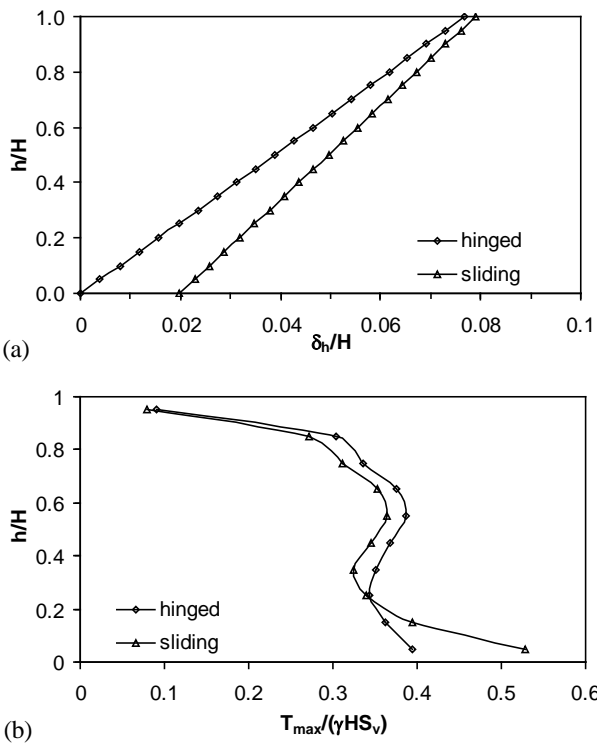 1.0
0.8
0.6
0.4
0.2
0.0
h/H
hinged
sliding
0 0.02 0.04 0.06 0.08 0.1
δh/H
(a)
1
0.8
0.6
0.4
0.2
0
h/H
hinged
sliding
0 0.1 0.2 0.3 0.4 0.5 0.6
Tmax/(γHSv)
(b)